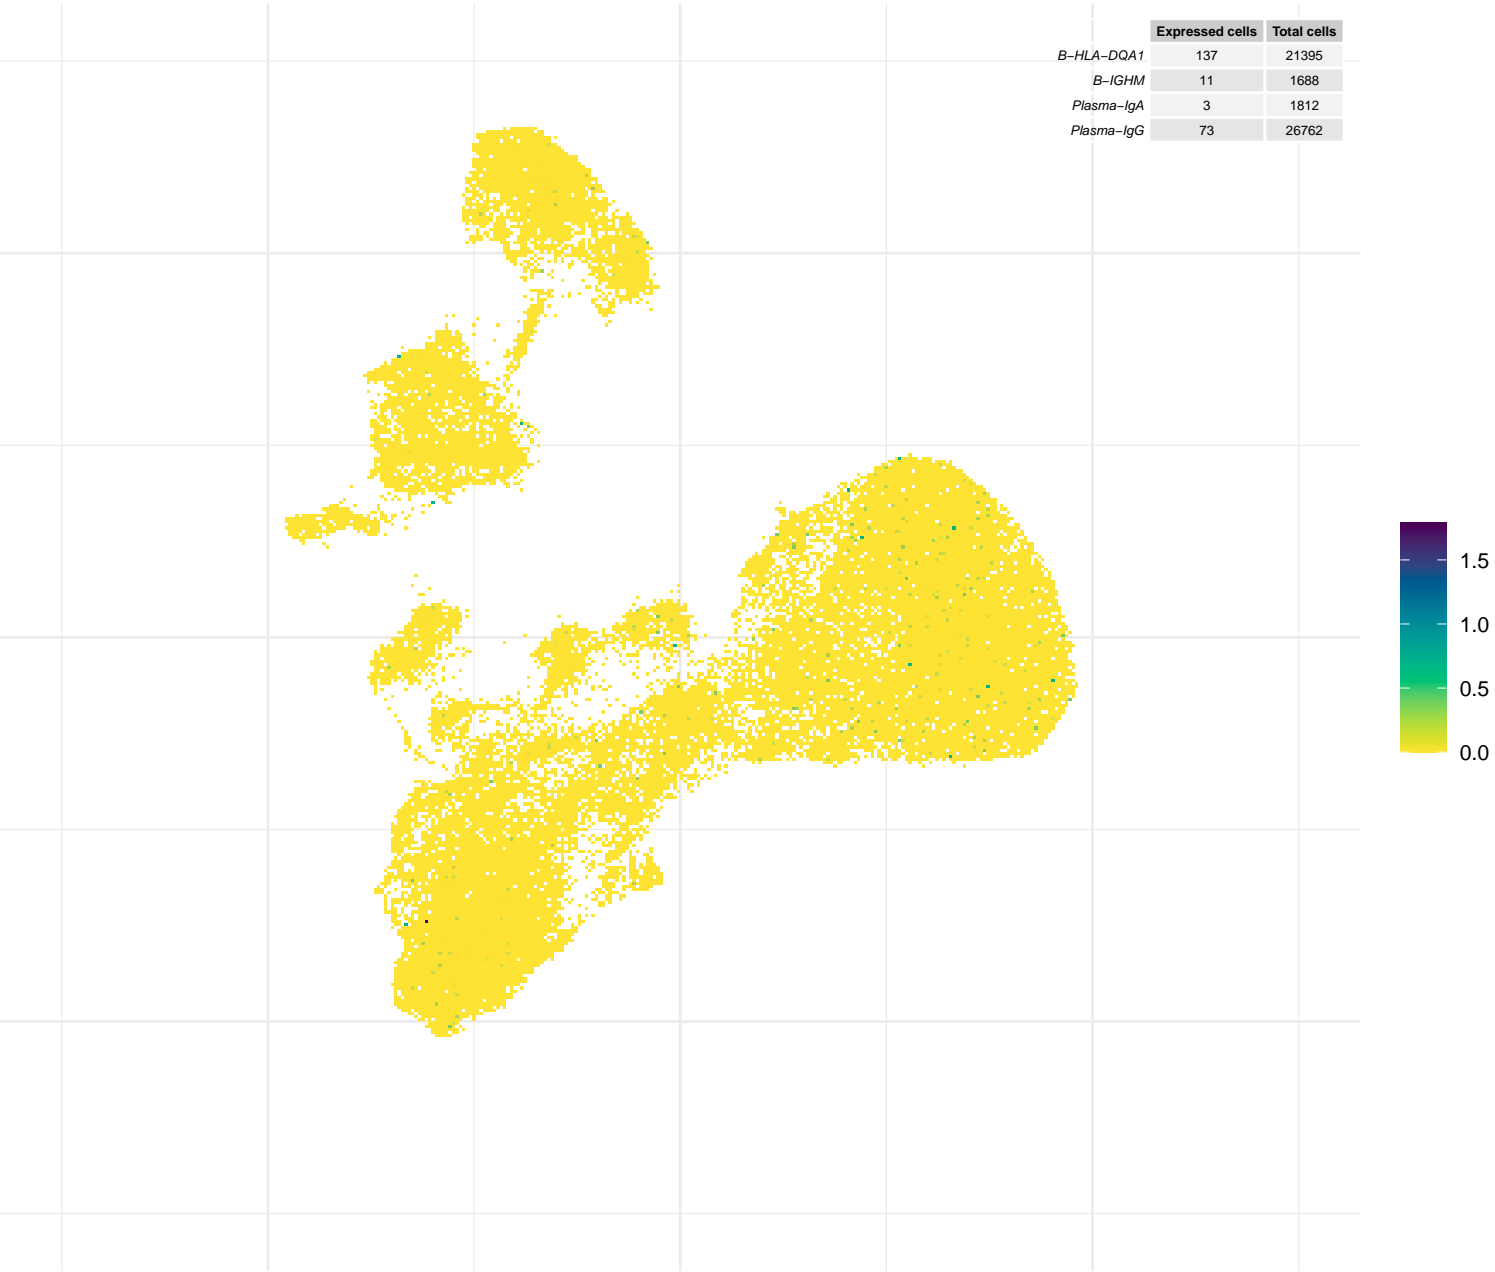 Expressed cells Total cells
B−HLA−DQA1 137 21395
B−IGHM 11 1688
Plasma−IgA 3 1812
Plasma−IgG 73 26762
1.5
1.0
0.5
0.0